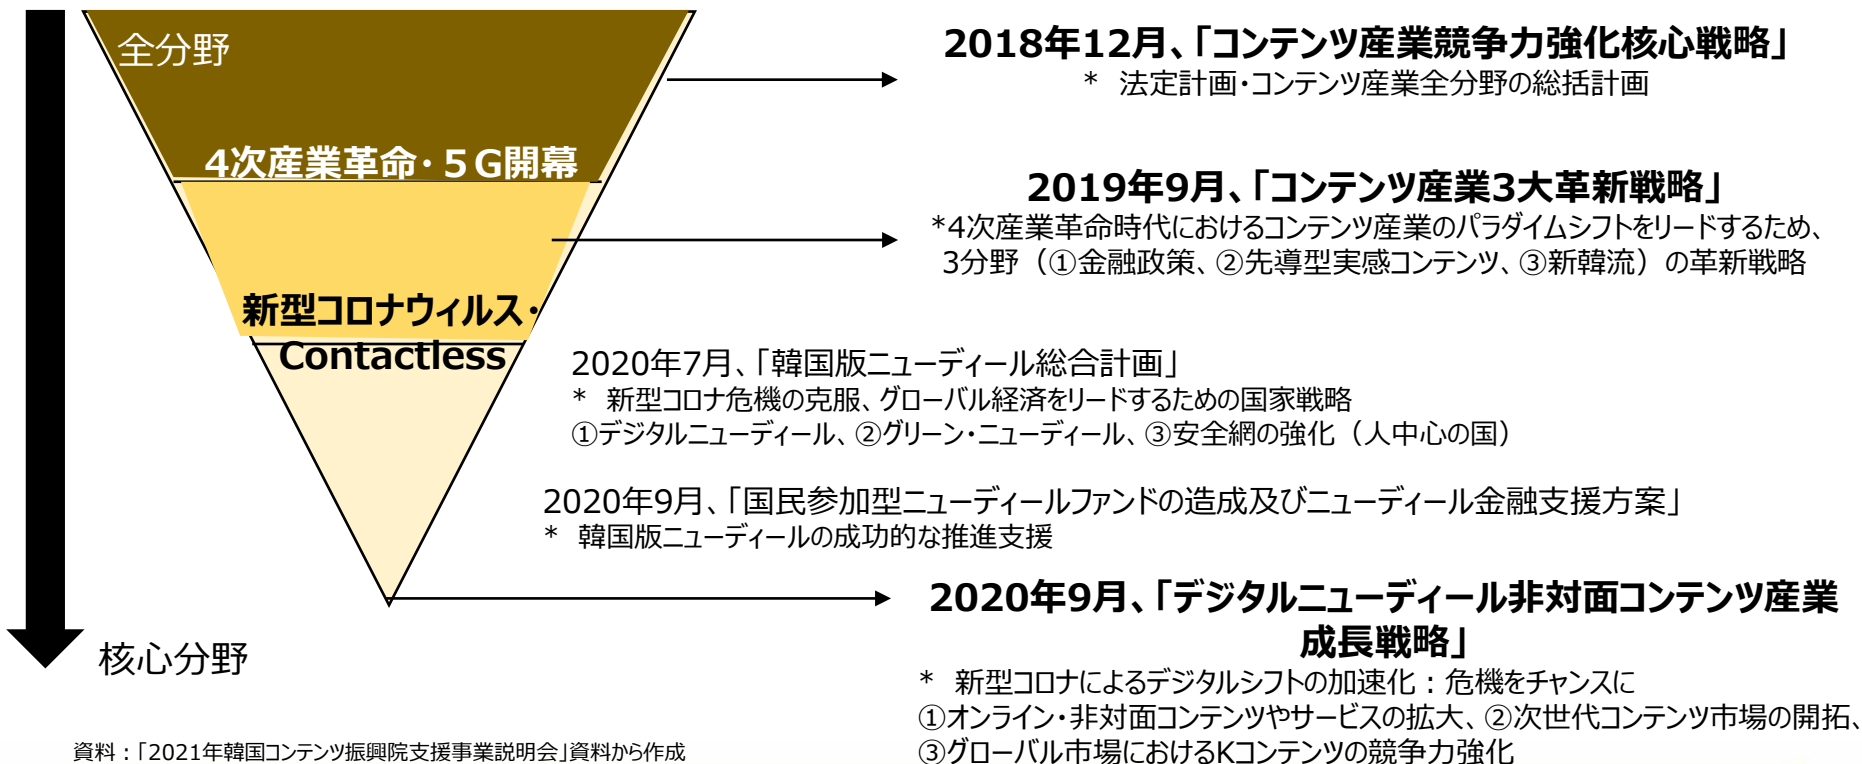 全分野
2018年12月、「コンテンツ産業競争力強化核心戦略」
* 法定計画・コンテンツ産業全分野の総括計画
4次産業革命・５G開幕
2019年9月、「コンテンツ産業3大革新戦略」
*4次産業革命時代におけるコンテンツ産業のパラダイムシフトをリードするため、
3分野（①金融政策、②先導型実感コンテンツ、③新韓流）の革新戦略
新型コロナウィルス・
Contactless
2020年7月、「韓国版ニューディール総合計画」
* 新型コロナ危機の克服、グローバル経済をリードするための国家戦略
①デジタルニューディール、②グリーン・ニューディール、③安全網の強化（人中心の国）
2020年9月、「国民参加型ニューディールファンドの造成及びニューディール金融支援方案」
* 韓国版ニューディールの成功的な推進支援
2020年9月、「デジタルニューディール非対面コンテンツ産業
成長戦略」
* 新型コロナによるデジタルシフトの加速化：危機をチャンスに
①オンライン・非対面コンテンツやサービスの拡大、②次世代コンテンツ市場の開拓、
③グローバル市場におけるKコンテンツの競争力強化
核心分野
資料：「2021年韓国コンテンツ振興院支援事業説明会」資料から作成